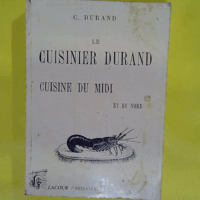 C. DURAND
LE
CUISINIER DURAND
CUISINE DU MIDI
ET DU NORD
LACOUR